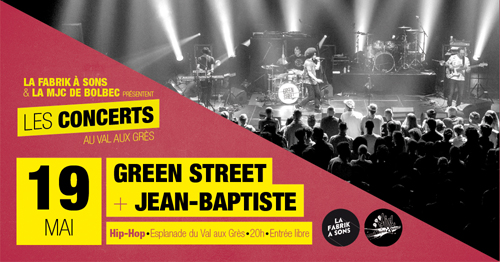 LA FABRIK À SONS
& LA MJC DE BOLBEC PRÉSENTENT
LES CONCERTS
AU VAL AUX GRÈS
19
MAI
GREEN STREET
+ JEAN-BAPTISTE
Hip-Hop•Esplanade du Val aux Grès•20h•Entrée libre
LA
FABRIK
À SONS